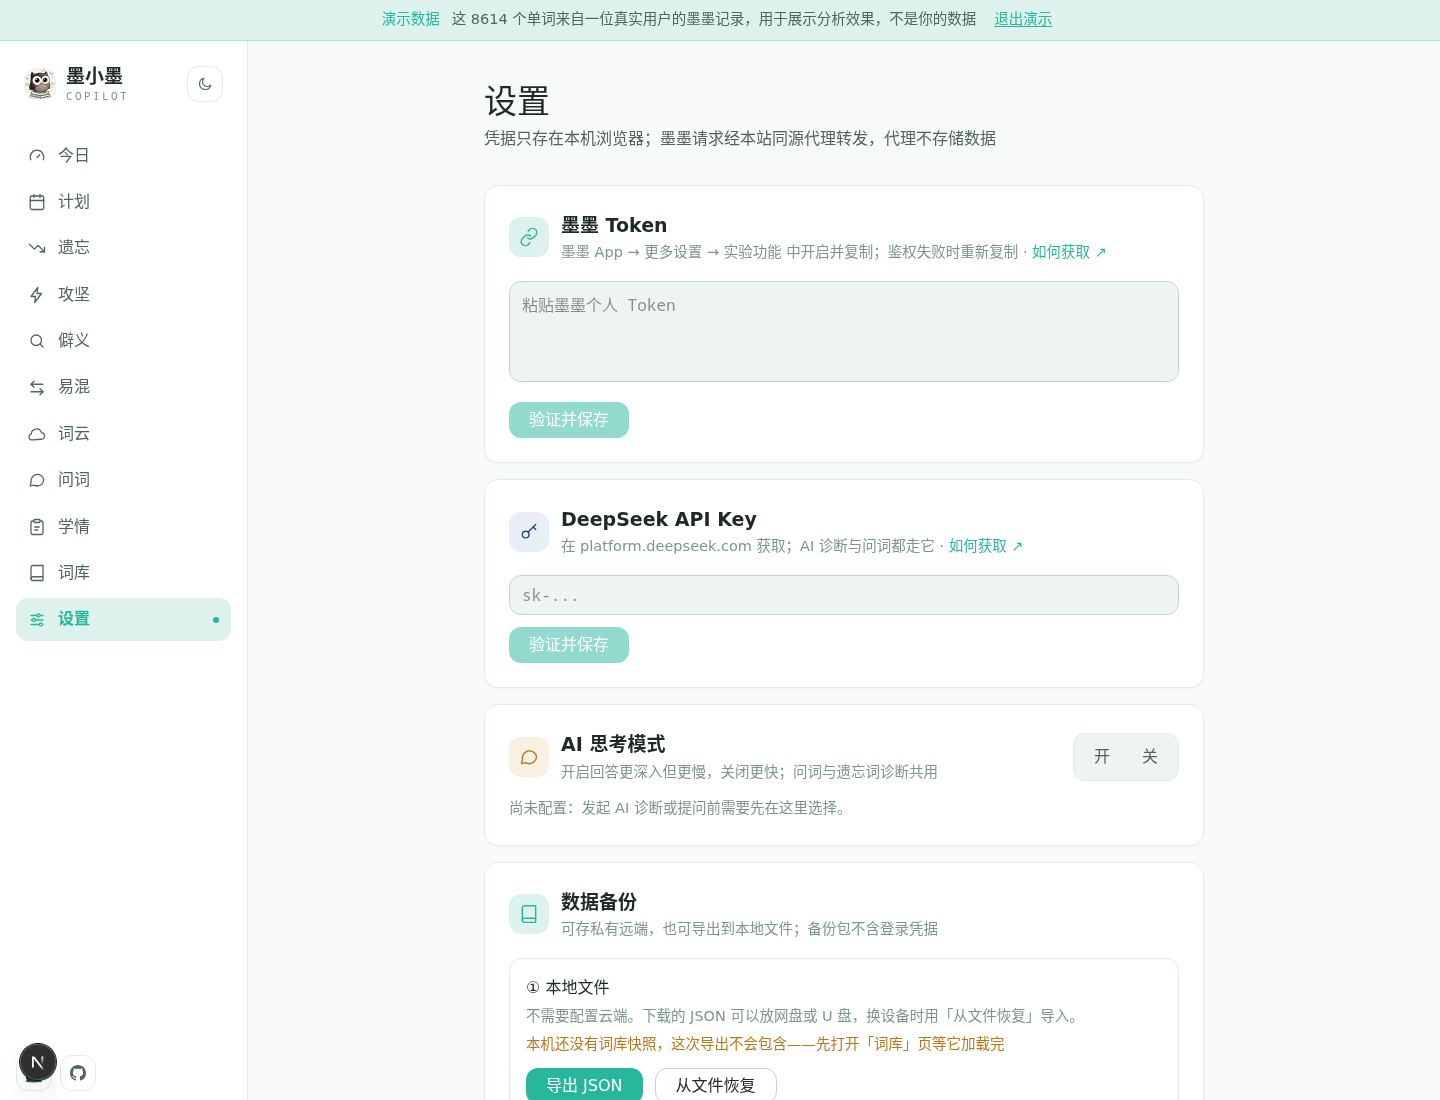 演示数据 这 8614 个单词来自一位真实用户的墨墨记录，用于展示分析效果，不是你的数据 退出演示
墨小墨
COPILOT
今日
计划
遗忘
攻坚
僻义
易混
词云
问词
学情
词库
设置
N
设置
凭据只存在本机浏览器；墨墨请求经本站同源代理转发，代理不存储数据
墨墨 Token
墨墨 App → 更多设置 → 实验功能 中开启并复制；鉴权失败时重新复制 · 如何获取 ↗
粘贴墨墨个人 Token
验证并保存
DeepSeek API Key
在 platform.deepseek.com 获取；AI 诊断与问词都走它 · 如何获取 ↗
sk-...
验证并保存
AI 思考模式
开启回答更深入但更慢，关闭更快；问词与遗忘词诊断共用
开 关
尚未配置：发起 AI 诊断或提问前需要先在这里选择。
数据备份
可存私有远端，也可导出到本地文件；备份包不含登录凭据
① 本地文件
不需要配置云端。下载的 JSON 可以放网盘或 U 盘，换设备时用「从文件恢复」导入。
本机还没有词库快照，这次导出不会包含——先打开「词库」页等它加载完
导出 JSON 从文件恢复